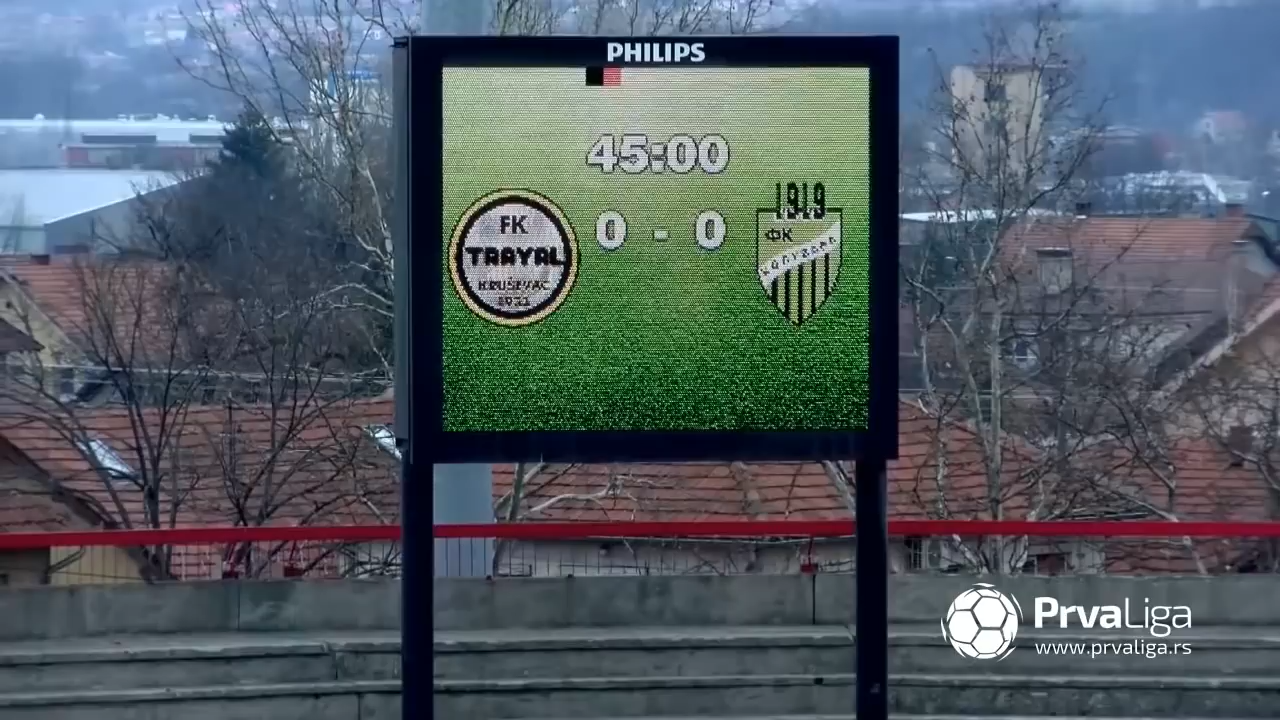 PHILIPS
45:00
0 - 0
FK
TRAYAL
KRUŠEVAC
1919
ФК
PrvaLiga
www.prvaliga.rs